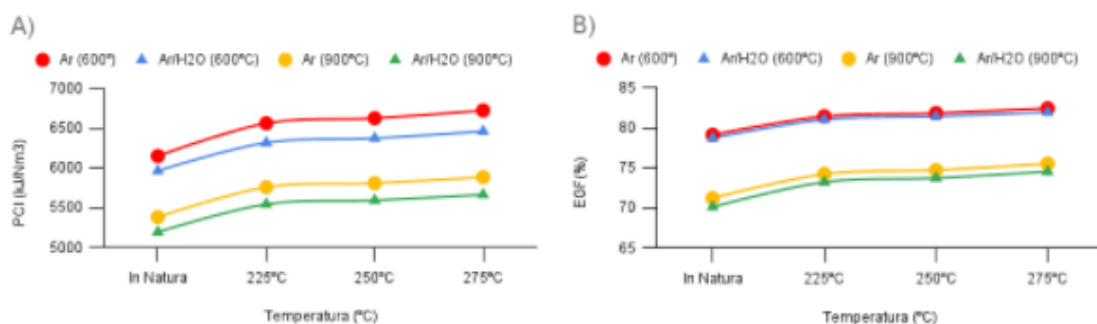 A)
Ar (600º) Ar/H2O (600ºC) Ar (900ºC) Ar/H2O (900ºC)
7000
6500
6000
5500
5000
PCI (kJ/Nm3)
In Natura 225ºC 250ºC 275ºC
Temperatura (ºC)
B)
Ar (600º) Ar/H2O (600ºC) Ar (900ºC) Ar/H2O (900ºC)
85
80
75
70
65
EGF(%)
In Natura 225ºC 250ºC 275ºC
Temperatura (ºC)